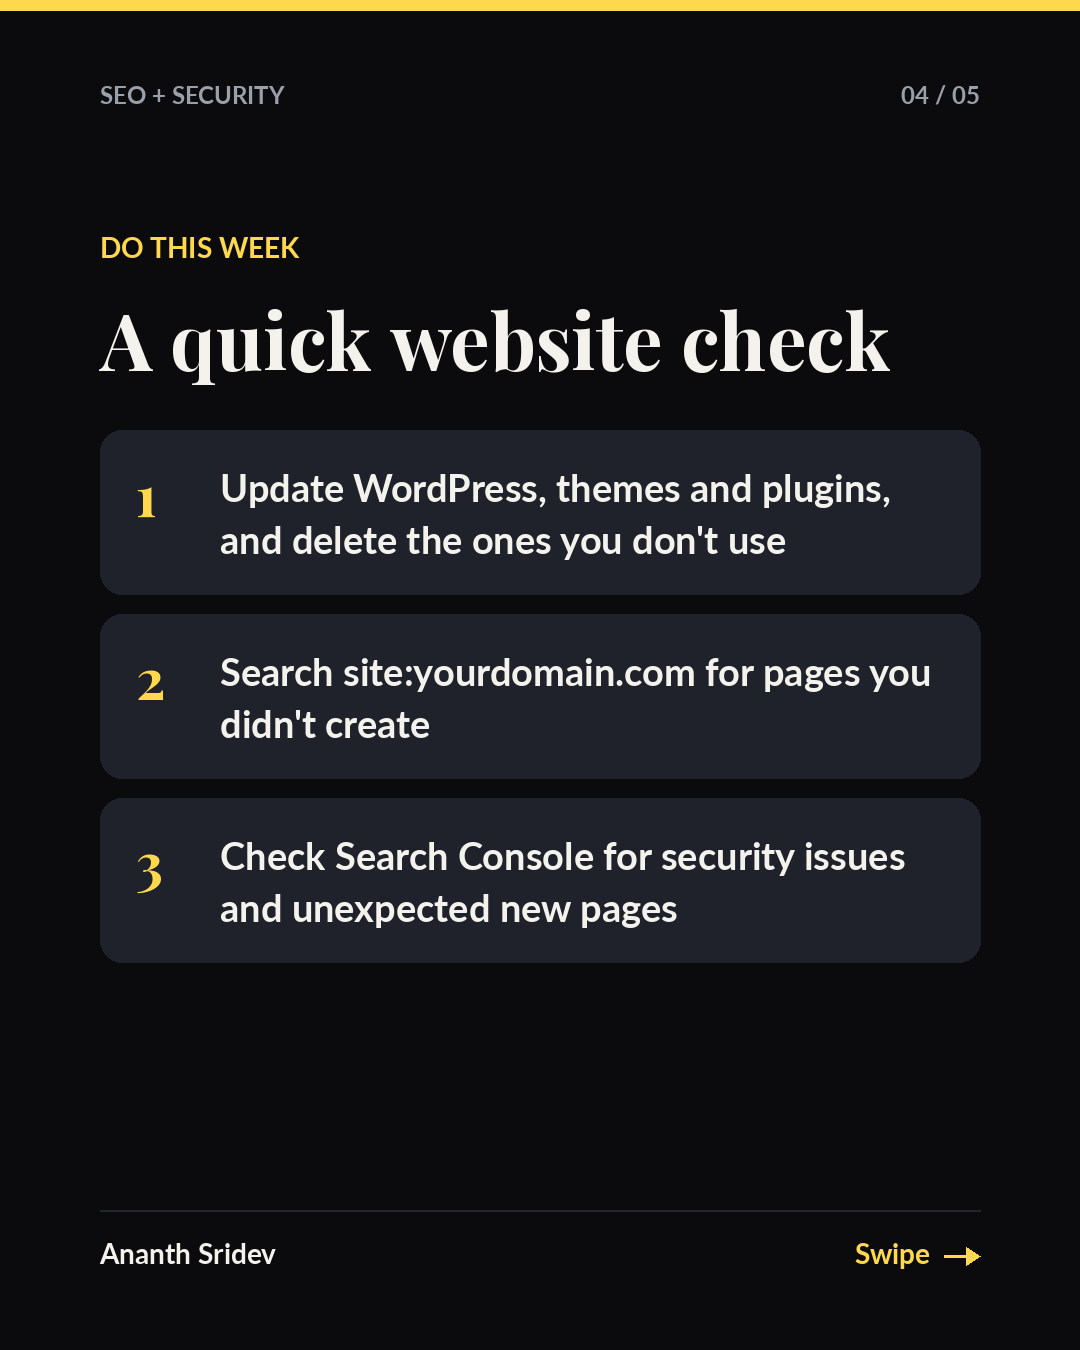 SEO + SECURITY
04 / 05
DO THIS WEEK
A quick website check
1
Update WordPress, themes and plugins,
and delete the ones you don't use
2
Search site:yourdomain.com for pages you
didn't create
3
Check Search Console for security issues
and unexpected new pages
Ananth Sridev
Swipe →